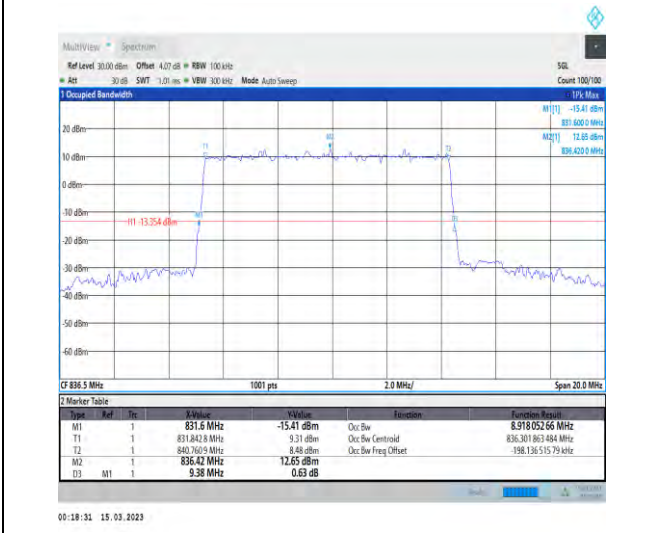 MultiView Spectrum
Ref Level 30.00 dBm Offset 4.07 dB RBW 100 kHz SGL
Att 30 dB SWT 1.01 ms VBW 300 kHz Mode Auto Sweep Count 100/100
1 Occupied Bandwidth 1Pk Max
M1[1] -15.41 dBm
831.600 0 MHz
M2[1] 12.65 dBm
836.420 0 MHz
20 dBm
M2
T1
T2
10 dBm
0 dBm
-10 dBm
M1
D3
H1 -13.354 dBm
-20 dBm
-30 dBm
-40 dBm
-50 dBm
-60 dBm
CF 836.5 MHz 1001 pts 2.0 MHz/ Span 20.0 MHz
2 Marker Table
Type Ref Trc X-Value Y-Value Function Function Result
M1 1 831.6 MHz -15.41 dBm Occ Bw 8.918 052 66 MHz
T1 1 831.842 8 MHz 9.31 dBm Occ Bw Centroid 836.301 863 484 MHz
T2 1 840.760 9 MHz 8.48 dBm Occ Bw Freq Offset -198.136 515 79 kHz
M2 1 836.42 MHz 12.65 dBm
D3 M1 1 9.38 MHz 0.63 dB
00:18:31 15.03.2023